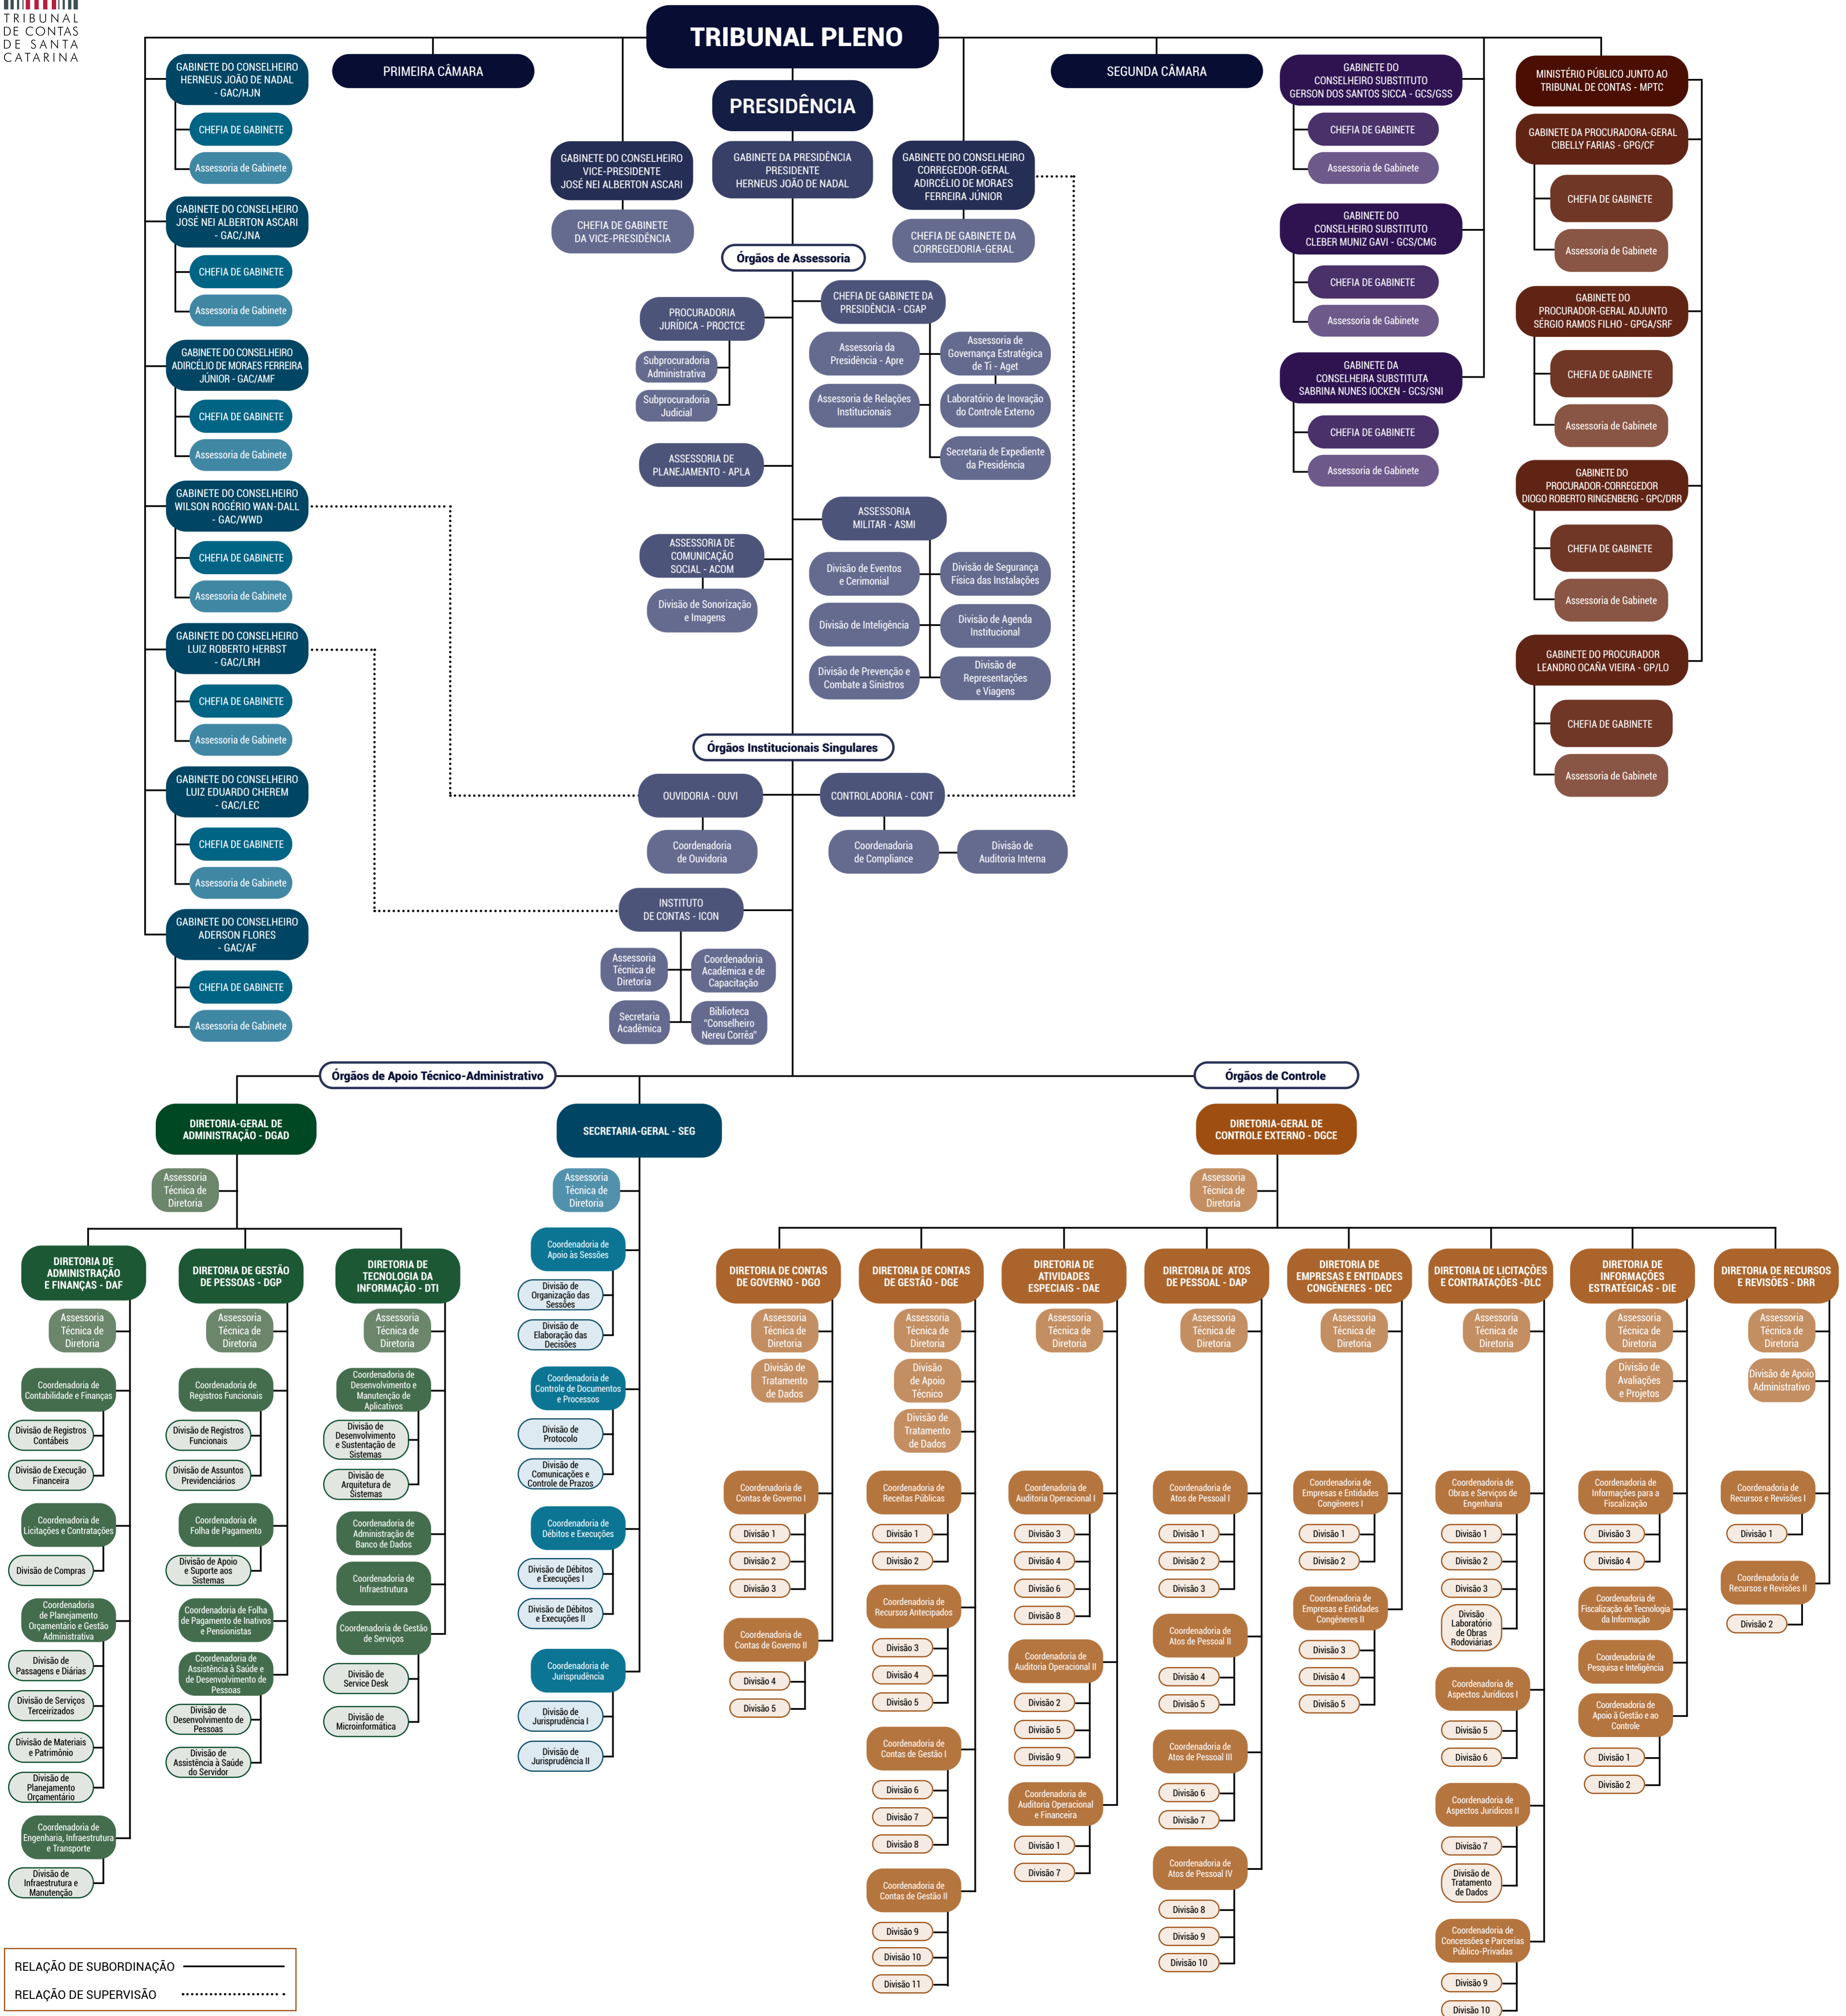 TRIBUNAL
DE CONTAS
DE SANTA
CATARINA
TRIBUNAL PLENO
PRIMEIRA CÂMARA
SEGUNDA CÂMARA
PRESIDÊNCIA
GABINETE DO CONSELHEIRO
HERNEUS JOÃO DE NADAL
- GAC/HJN
CHEFIA DE GABINETE
Assessoria de Gabinete
GABINETE DO CONSELHEIRO
JOSÉ NEI ALBERTON ASCARI
- GAC/JNA
CHEFIA DE GABINETE
Assessoria de Gabinete
GABINETE DO CONSELHEIRO
ADIRCÉLIO DE MORAES FERREIRA
JÚNIOR - GAC/AMF
CHEFIA DE GABINETE
Assessoria de Gabinete
GABINETE DO CONSELHEIRO
WILSON ROGÉRIO WAN-DALL
- GAC/WWD
CHEFIA DE GABINETE
Assessoria de Gabinete
GABINETE DO CONSELHEIRO
LUIZ ROBERTO HERBST
- GAC/LRH
CHEFIA DE GABINETE
Assessoria de Gabinete
GABINETE DO CONSELHEIRO
LUIZ EDUARDO CHEREM
- GAC/LEC
CHEFIA DE GABINETE
Assessoria de Gabinete
GABINETE DO CONSELHEIRO
ADERSON FLORES
- GAC/AF
CHEFIA DE GABINETE
Assessoria de Gabinete
GABINETE DO CONSELHEIRO
VICE-PRESIDENTE
JOSÉ NEI ALBERTON ASCARI
CHEFIA DE GABINETE
DA VICE-PRESIDÊNCIA
GABINETE DA PRESIDÊNCIA
PRESIDENTE
HERNEUS JOÃO DE NADAL
GABINETE DO CONSELHEIRO
CORREGEDOR-GERAL
ADIRCÉLIO DE MORAES
FERREIRA JÚNIOR
CHEFIA DE GABINETE DA
CORREGEDORIA-GERAL
Órgãos de Assessoria
PROCURADORIA
JURÍDICA - PROCTCE
Subprocuradoria
Administrativa
Subprocuradoria
Judicial
CHEFIA DE GABINETE DA
PRESIDÊNCIA - CGAP
Assessoria da
Presidência - Apre
Assessoria de
Governança Estratégica
de Ti - Aget
Assessoria de Relações
Institucionais
Laboratório de Inovação
do Controle Externo
Secretaria de Expediente
da Presidência
ASSESSORIA DE
PLANEJAMENTO - APLA
ASSESSORIA DE
COMUNICAÇÃO
SOCIAL - ACOM
Divisão de Sonorização
e Imagens
ASSESSORIA
MILITAR - ASMI
Divisão de Eventos
e Cerimonial
Divisão de Segurança
Física das Instalações
Divisão de Inteligência
Divisão de Agenda
Institucional
Divisão de Prevenção e
Combate a Sinistros
Divisão de
Representações
e Viagens
Órgãos Institucionais Singulares
OUVIDORIA - OUVI
Coordenadoria
de Ouvidoria
CONTROLADORIA - CONT
Coordenadoria
de Compliance
Divisão de
Auditoria Interna
INSTITUTO
DE CONTAS - ICON
Assessoria
Técnica de
Diretoria
Coordenadoria
Acadêmica e de
Capacitação
Secretaria
Acadêmica
Biblioteca
"Conselheiro
Nereu Corrêa"
GABINETE DO
CONSELHEIRO SUBSTITUTO
GERSON DOS SANTOS SICCA - GCS/GSS
CHEFIA DE GABINETE
Assessoria de Gabinete
GABINETE DO
CONSELHEIRO SUBSTITUTO
CLEBER MUNIZ GAVI - GCS/CMG
CHEFIA DE GABINETE
Assessoria de Gabinete
GABINETE DA
CONSELHEIRA SUBSTITUTA
SABRINA NUNES IOCKEN - GCS/SNI
CHEFIA DE GABINETE
Assessoria de Gabinete
MINISTÉRIO PÚBLICO JUNTO AO
TRIBUNAL DE CONTAS - MPTC
GABINETE DA PROCURADORA-GERAL
CIBELLY FARIAS - GPG/CF
CHEFIA DE GABINETE
Assessoria de Gabinete
GABINETE DO
PROCURADOR-GERAL ADJUNTO
SÉRGIO RAMOS FILHO - GPGA/SRF
CHEFIA DE GABINETE
Assessoria de Gabinete
GABINETE DO
PROCURADOR-CORREGEDOR
DIOGO ROBERTO RINGENBERG - GPC/DRR
CHEFIA DE GABINETE
Assessoria de Gabinete
GABINETE DO PROCURADOR
LEANDRO OCAÑA VIEIRA - GP/LO
CHEFIA DE GABINETE
Assessoria de Gabinete
Órgãos de Apoio Técnico-Administrativo
Órgãos de Controle
DIRETORIA-GERAL DE
ADMINISTRAÇÃO - DGAD
Assessoria
Técnica de
Diretoria
DIRETORIA DE
ADMINISTRAÇÃO
E FINANÇAS - DAF
Assessoria
Técnica de
Diretoria
Coordenadoria de
Contabilidade e Finanças
Divisão de Registros
Contábeis
Divisão de Execução
Financeira
Coordenadoria de
Licitações e Contratações
Divisão de Compras
Coordenadoria
de Planejamento
Orçamentário e Gestão
Administrativa
Divisão de
Passagens e Diárias
Divisão de Serviços
Terceirizados
Divisão de Materiais
e Patrimônio
Divisão de
Planejamento
Orçamentário
Coordenadoria de
Engenharia, Infraestrutura
e Transporte
Divisão de
Infraestrutura e
Manutenção
DIRETORIA DE GESTÃO
DE PESSOAS - DGP
Assessoria
Técnica de
Diretoria
Coordenadoria de
Registros Funcionais
Divisão de Registros
Funcionais
Divisão de Assuntos
Previdenciários
Coordenadoria de
Folha de Pagamento
Divisão de Apoio
e Suporte aos
Sistemas
Coordenadoria de Folha
de Pagamento de Inativos
e Pensionistas
Coordenadoria de
Assistência à Saúde e
de Desenvolvimento de
Pessoas
Divisão de
Desenvolvimento de
Pessoas
Divisão de
Assistência à Saúde
do Servidor
DIRETORIA DE
TECNOLOGIA DA
INFORMAÇÃO - DTI
Assessoria
Técnica de
Diretoria
Coordenadoria de
Desenvolvimento e
Manutenção de
Aplicativos
Divisão de
Desenvolvimento
e Sustentação de
Sistemas
Divisão de
Arquitetura de
Sistemas
Coordenadoria de
Administração de
Banco de Dados
Coordenadoria de
Infraestrutura
Coordenadoria de Gestão
de Serviços
Divisão de
Service Desk
Divisão de
Microinformática
SECRETARIA-GERAL - SEG
Assessoria
Técnica de
Diretoria
Coordenadoria de
Apoio às Sessões
Divisão de
Organização das
Sessões
Divisão de
Elaboração das
Decisões
Coordenadoria de
Controle de Documentos
e Processos
Divisão de
Protocolo
Divisão de
Comunicações e
Controle de Prazos
Coordenadoria de
Débitos e Execuções
Divisão de Débitos
e Execuções I
Divisão de Débitos
e Execuções II
Coordenadoria de
Jurisprudência
Divisão de
Jurisprudência I
Divisão de
Jurisprudência II
DIRETORIA-GERAL DE
CONTROLE EXTERNO - DGCE
Assessoria
Técnica de
Diretoria
DIRETORIA DE CONTAS
DE GOVERNO - DGO
Assessoria
Técnica de
Diretoria
Divisão de
Tratamento
de Dados
Coordenadoria de
Contas de Governo I
Divisão 1
Divisão 2
Divisão 3
Coordenadoria de
Contas de Governo II
Divisão 4
Divisão 5
DIRETORIA DE CONTAS
DE GESTÃO - DGE
Assessoria
Técnica de
Diretoria
Divisão
de Apoio
Técnico
Divisão de
Tratamento
de Dados
Coordenadoria de
Receitas Públicas
Divisão 1
Divisão 2
Coordenadoria de
Recursos Antecipados
Divisão 3
Divisão 4
Divisão 5
Coordenadoria de
Contas de Gestão I
Divisão 6
Divisão 7
Divisão 8
Coordenadoria de
Contas de Gestão II
Divisão 9
Divisão 10
Divisão 11
DIRETORIA DE
ATIVIDADES
ESPECIAIS - DAE
Assessoria
Técnica de
Diretoria
Coordenadoria de
Auditoria Operacional I
Divisão 3
Divisão 4
Divisão 6
Divisão 8
Coordenadoria de
Auditoria Operacional II
Divisão 2
Divisão 5
Divisão 9
Coordenadoria de
Auditoria Operacional
e Financeira
Divisão 1
Divisão 7
DIRETORIA DE ATOS
DE PESSOAL - DAP
Assessoria
Técnica de
Diretoria
Coordenadoria de
Atos de Pessoal I
Divisão 1
Divisão 2
Divisão 3
Coordenadoria de
Atos de Pessoal II
Divisão 4
Divisão 5
Coordenadoria de
Atos de Pessoal III
Divisão 6
Divisão 7
Coordenadoria de
Atos de Pessoal IV
Divisão 8
Divisão 9
Divisão 10
DIRETORIA DE
EMPRESAS E ENTIDADES
CONGÊNERES - DEC
Assessoria
Técnica de
Diretoria
Coordenadoria de
Empresas e Entidades
Congêneres I
Divisão 1
Divisão 2
Coordenadoria de
Empresas e Entidades
Congêneres II
Divisão 3
Divisão 4
Divisão 5
DIRETORIA DE LICITAÇÕES
E CONTRATAÇÕES -DLC
Assessoria
Técnica de
Diretoria
Coordenadoria de
Obras e Serviços de
Engenharia
Divisão 1
Divisão 2
Divisão 3
Divisão
Laboratório
de Obras
Rodoviárias
Coordenadoria de
Aspectos Jurídicos I
Divisão 5
Divisão 6
Coordenadoria de
Aspectos Jurídicos II
Divisão 7
Divisão de
Tratamento
de Dados
Coordenadoria de
Concessões e Parcerias
Público-Privadas
Divisão 9
Divisão 10
DIRETORIA DE
INFORMAÇÕES
ESTRATÉGICAS - DIE
Assessoria
Técnica de
Diretoria
Divisão de
Avaliações
e Projetos
Coordenadoria de
Informações para a
Fiscalização
Divisão 3
Divisão 4
Coordenadoria de
Fiscalização de Tecnologia
da Informação
Coordenadoria de
Pesquisa e Inteligência
Coordenadoria de
Apoio à Gestão e ao
Controle
Divisão 1
Divisão 2
DIRETORIA DE RECURSOS
E REVISÕES - DRR
Assessoria
Técnica de
Diretoria
Divisão de Apoio
Administrativo
Coordenadoria de
Recursos e Revisões I
Divisão 1
Coordenadoria de
Recursos e Revisões II
Divisão 2
RELAÇÃO DE SUBORDINAÇÃO
RELAÇÃO DE SUPERVISÃO